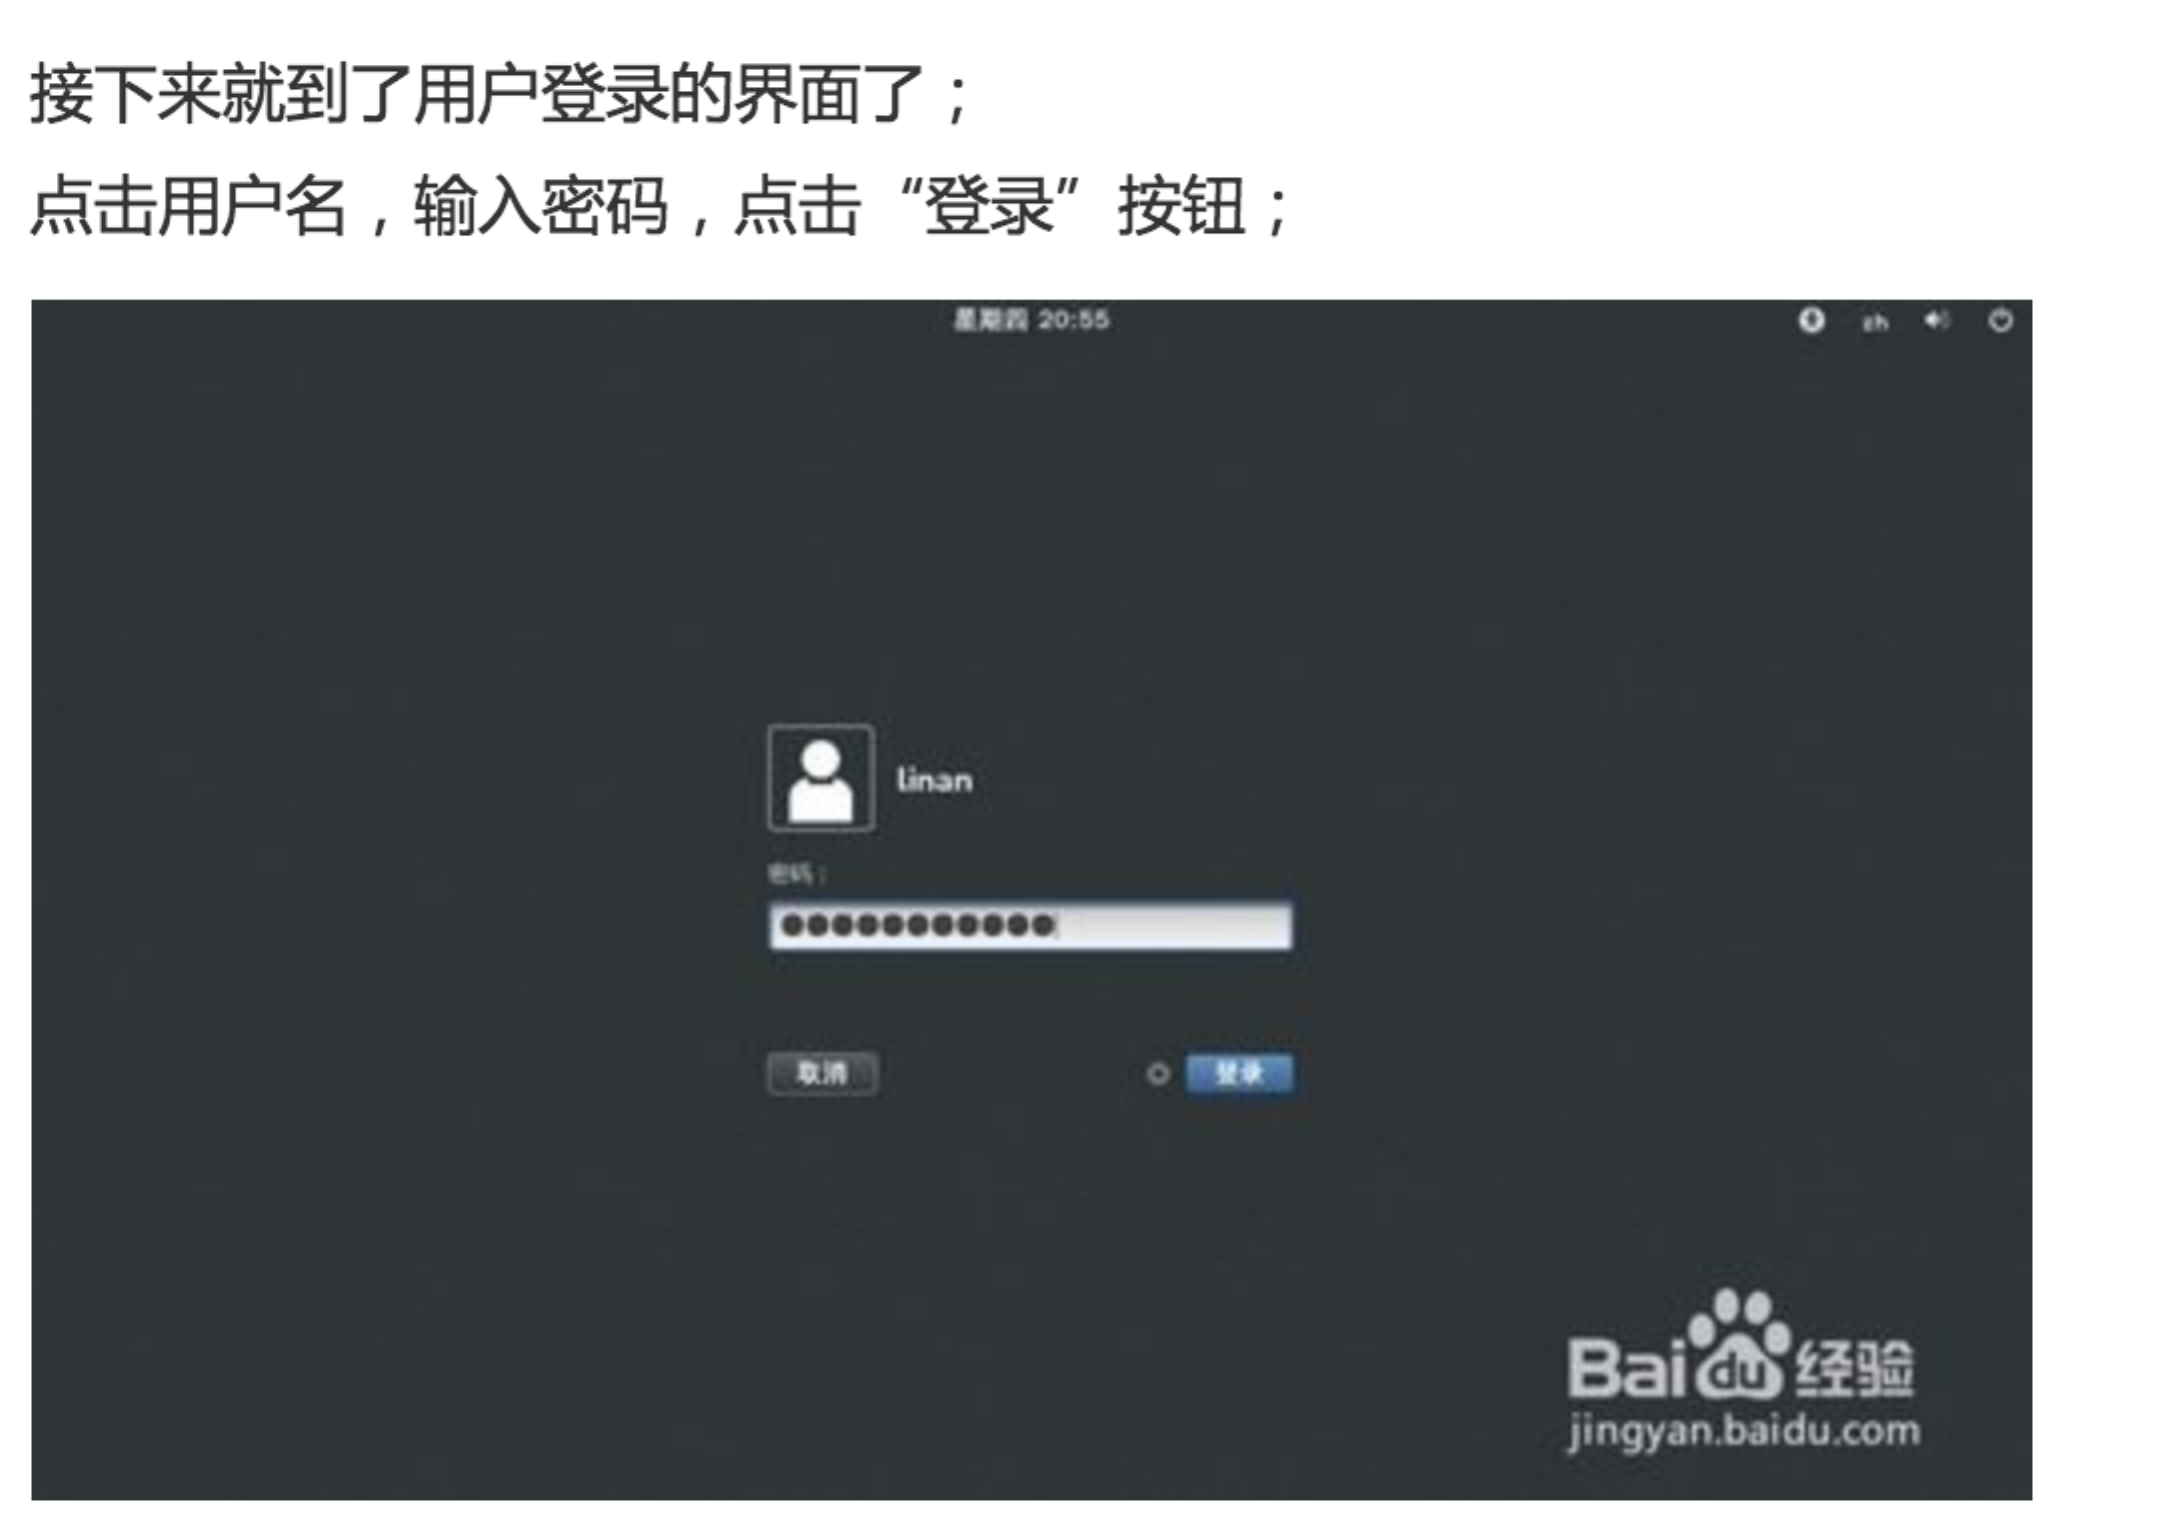 接下来就到了用户登录的界面了；
点击用户名，输入密码，点击“登录”按钮；
星期四 20:55
zh
linan
密码：
取消
登录
Baidu经验
jingyan.baidu.com